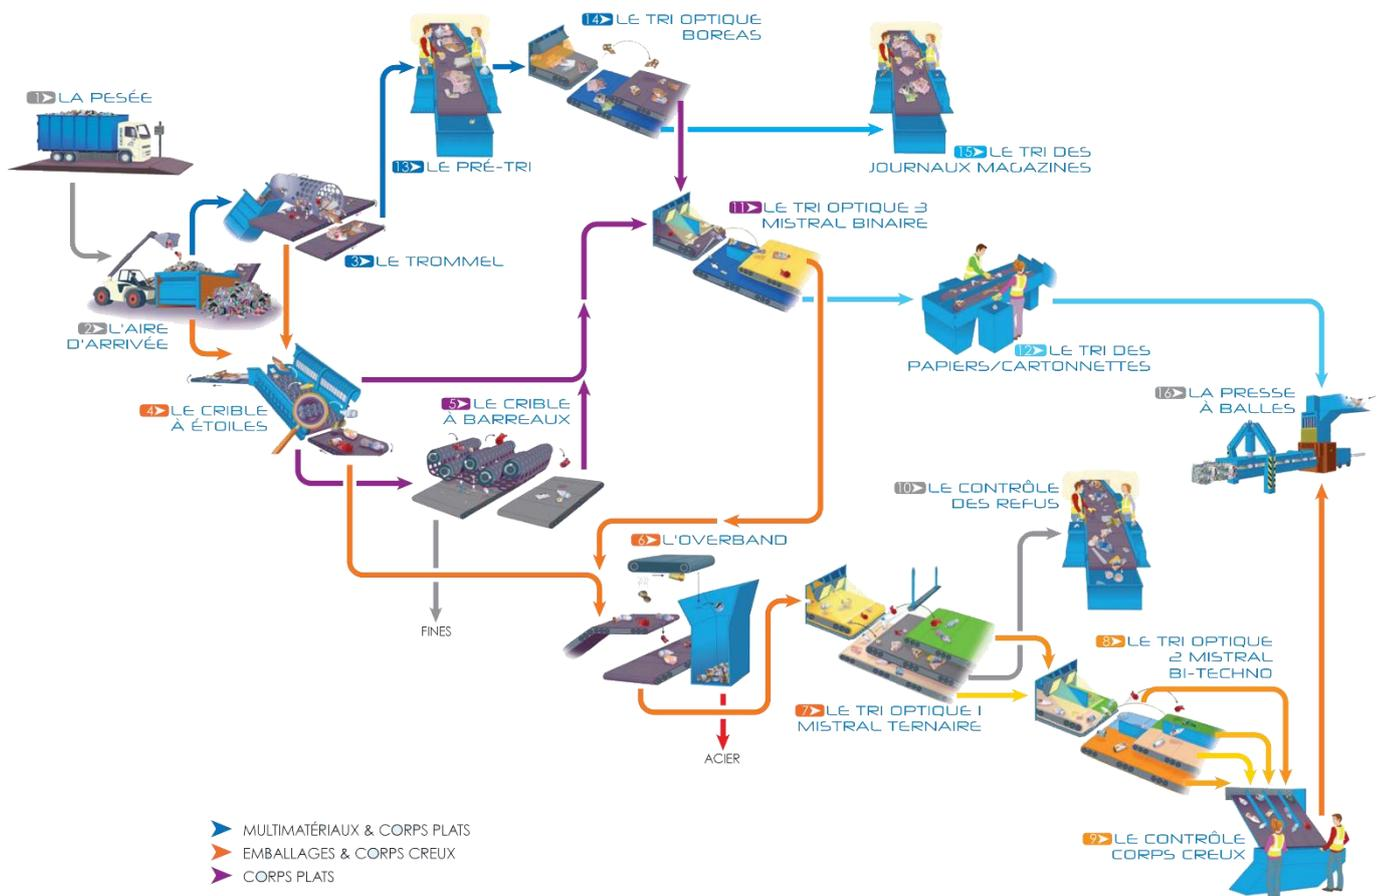 14 LE TRI OPTIQUE
BOREAS
1 LA PESÉE
13 LE PRÉ-TRI
15 LE TRI DES
JOURNAUX MAGAZINES
11 LE TRI OPTIQUE 3
MISTRAL BINAIRE
3 LE TROMMEL
2 L'AIRE
D'ARRIVÉE
12 LE TRI DES
PAPIERS/CARTONNETTES
4 LE CRIBLE
À ÉTOILES
5 LE CRIBLE
À BARREAUX
16 LA PRESSE
À BALLES
10 LE CONTRÔLE
DES REFUS
6 L'OVERBAND
FINES
8 LE TRI OPTIQUE
2 MISTRAL
BI-TECHNO
7 LE TRI OPTIQUE 1
MISTRAL TERNAIRE
ACIER
9 LE CONTRÔLE
CORPS CREUX
MULTIMATÉRIAUX & CORPS PLATS
EMBALLAGES & CORPS CREUX
CORPS PLATS